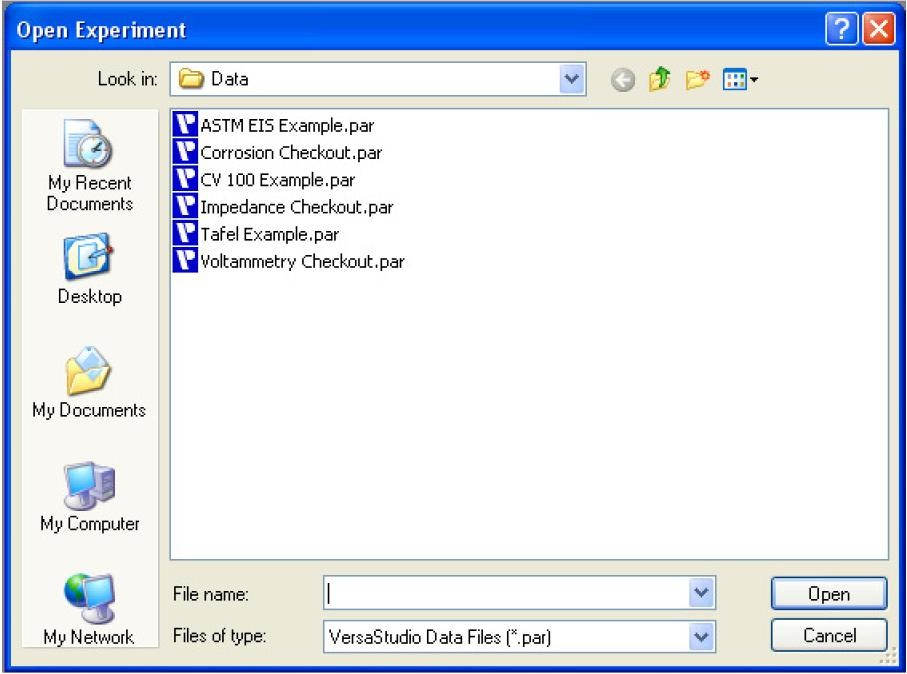 Open Experiment
Look in:
Data
ASTM EIS Example.par
Corrosion Checkout.par
CV 100 Example.par
Impedance Checkout.par
Tafel Example.par
Voltammetry Checkout.par
My Recent
Documents
Desktop
My Documents
My Computer
My Network
File name:
Open
Files of type:
VersaStudio Data Files (*.par)
Cancel